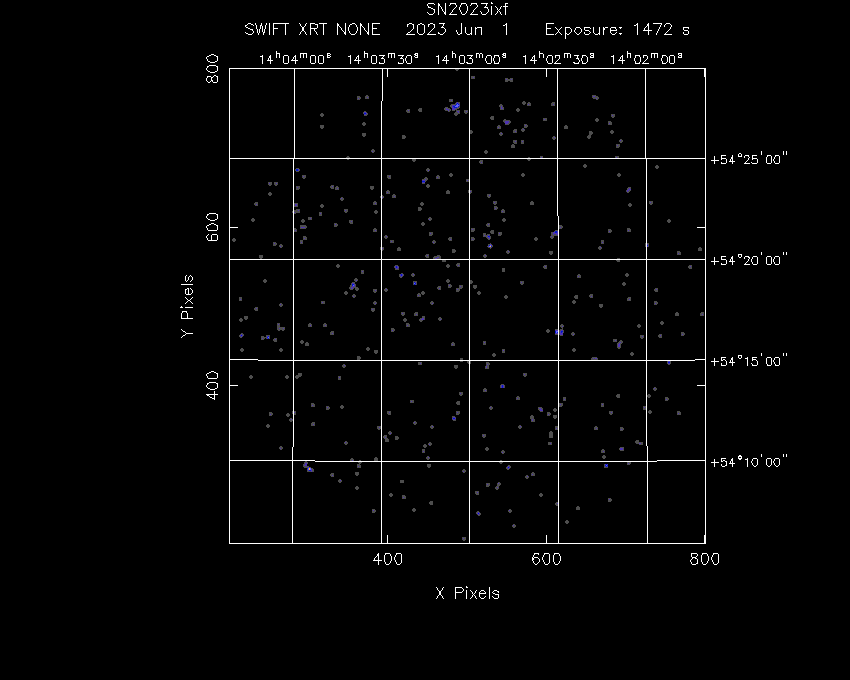 SN2023ixf
SWIFT XRT NONE 2023 Jun 1 Exposure: 1472 s
14ʰ04ᵐ00ˢ 14ʰ03ᵐ30ˢ 14ʰ03ᵐ00ˢ 14ʰ02ᵐ30ˢ 14ʰ02ᵐ00ˢ
800
+54°25'00"
600
+54°20'00"
Y Pixels
+54°15'00"
400
+54°10'00"
400 600 800
X Pixels